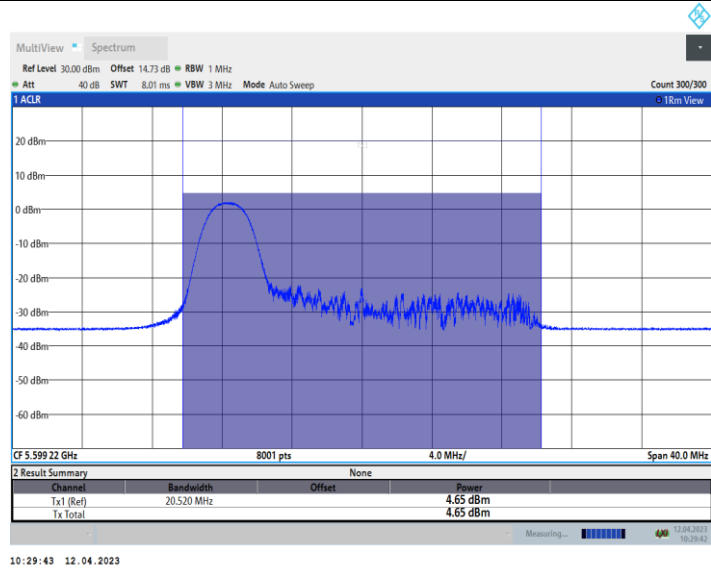 MultiView Spectrum
Ref Level 30.00 dBm Offset 14.73 dB RBW 1 MHz
Att 40 dB SWT 8.01 ms VBW 3 MHz Mode Auto Sweep Count 300/300
1 ACLR 1Rm View
20 dBm
10 dBm
0 dBm
-10 dBm
-20 dBm
-30 dBm
-40 dBm
-50 dBm
-60 dBm
CF 5.599 22 GHz 8001 pts 4.0 MHz/ Span 40.0 MHz
2 Result Summary None
Channel Bandwidth Offset Power
Tx1 (Ref) 20.520 MHz 4.65 dBm
Tx Total 4.65 dBm
Measuring... 12.04.2023
10:29:42
10:29:43 12.04.2023